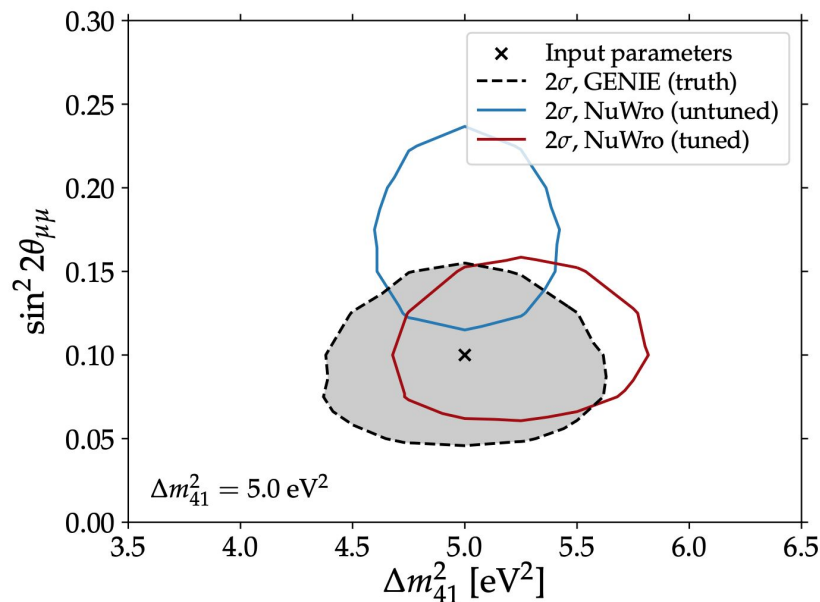 0.30
0.25
0.20
0.15
0.10
0.05
0.00
sin² 2θμμ
Input parameters
2σ, GENIE (truth)
2σ, NuWro (untuned)
2σ, NuWro (tuned)
Δm²₄₁ = 5.0 eV²
3.5 4.0 4.5 5.0 5.5 6.0 6.5
Δm²₄₁ [eV²]